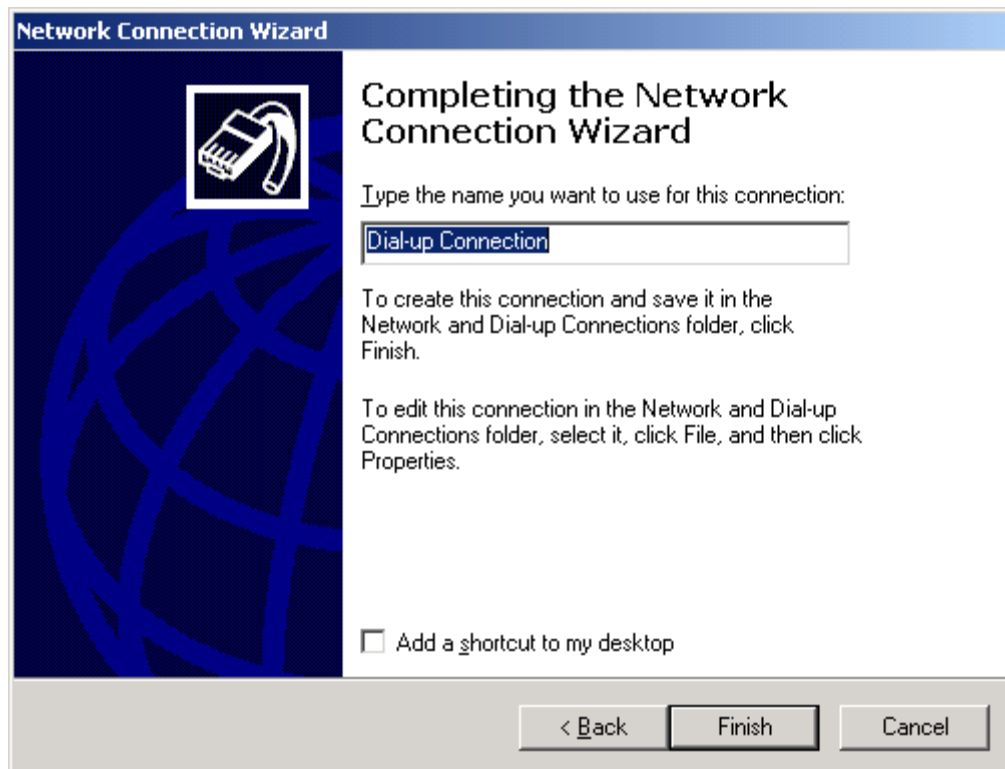 Network Connection Wizard
Completing the Network
Connection Wizard
Type the name you want to use for this connection:
Dial-up Connection
To create this connection and save it in the
Network and Dial-up Connections folder, click
Finish.
To edit this connection in the Network and Dial-up
Connections folder, select it, click File, and then click
Properties.
Add a shortcut to my desktop
< Back Finish Cancel